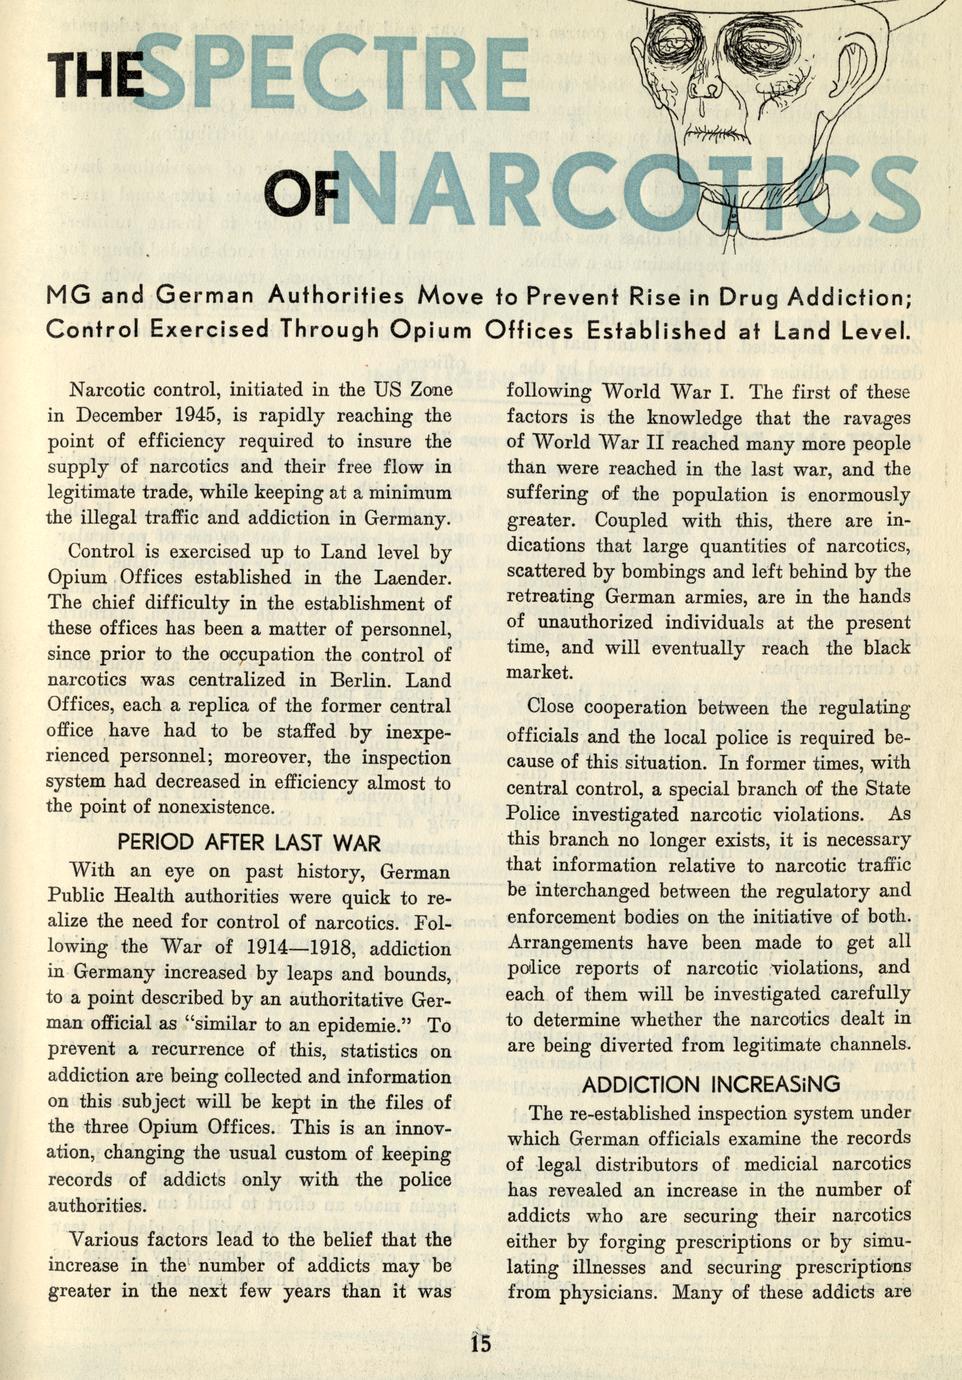 THE SPECTRE
OF NARCOTICS
MG and German Authorities Move to Prevent Rise in Drug Addiction;
Control Exercised Through Opium Offices Established at Land Level.
Narcotic control, initiated in the US Zone
in December 1945, is rapidly reaching the
point of efficiency required to insure the
supply of narcotics and their free flow in
legitimate trade, while keeping at a minimum
the illegal traffic and addiction in Germany.
Control is exercised up to Land level by
Opium Offices established in the Laender.
The chief difficulty in the establishment of
these offices has been a matter of personnel,
since prior to the occupation the control of
narcotics was centralized in Berlin. Land
Offices, each a replica of the former central
office have had to be staffed by inexpe-
rienced personnel; moreover, the inspection
system had decreased in efficiency almost to
the point of nonexistence.
PERIOD AFTER LAST WAR
With an eye on past history, German
Public Health authorities were quick to re-
alize the need for control of narcotics. Fol-
lowing the War of 1914—1918, addiction
in Germany increased by leaps and bounds,
to a point described by an authoritative Ger-
man official as “similar to an epidemie.” To
prevent a recurrence of this, statistics on
addiction are being collected and information
on this subject will be kept in the files of
the three Opium Offices. This is an innov-
ation, changing the usual custom of keeping
records of addicts only with the police
authorities.
Various factors lead to the belief that the
increase in the number of addicts may be
greater in the next few years than it was
following World War I. The first of these
factors is the knowledge that the ravages
of World War II reached many more people
than were reached in the last war, and the
suffering of the population is enormously
greater. Coupled with this, there are in-
dications that large quantities of narcotics,
scattered by bombings and left behind by the
retreating German armies, are in the hands
of unauthorized individuals at the present
time, and will eventually reach the black
market.
Close cooperation between the regulating
officials and the local police is required be-
cause of this situation. In former times, with
central control, a special branch of the State
Police investigated narcotic violations. As
this branch no longer exists, it is necessary
that information relative to narcotic traffic
be interchanged between the regulatory and
enforcement bodies on the initiative of both.
Arrangements have been made to get all
police reports of narcotic violations, and
each of them will be investigated carefully
to determine whether the narcotics dealt in
are being diverted from legitimate channels.
ADDICTION INCREASiNG
The re-established inspection system under
which German officials examine the records
of legal distributors of medicial narcotics
has revealed an increase in the number of
addicts who are securing their narcotics
either by forging prescriptions or by simu-
lating illnesses and securing prescriptions
from physicians. Many of these addicts are
15